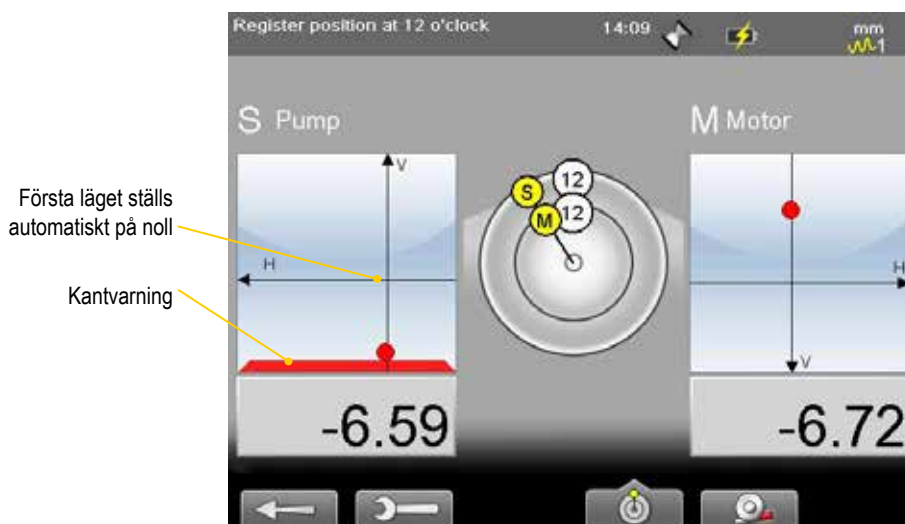 Register position at 12 o'clock
14:09
mm
1
S Pump
M Motor
V
H
S
12
M
12
H
V
Första läget ställs
automatiskt på noll
Kantvarning
-6.59
-6.72